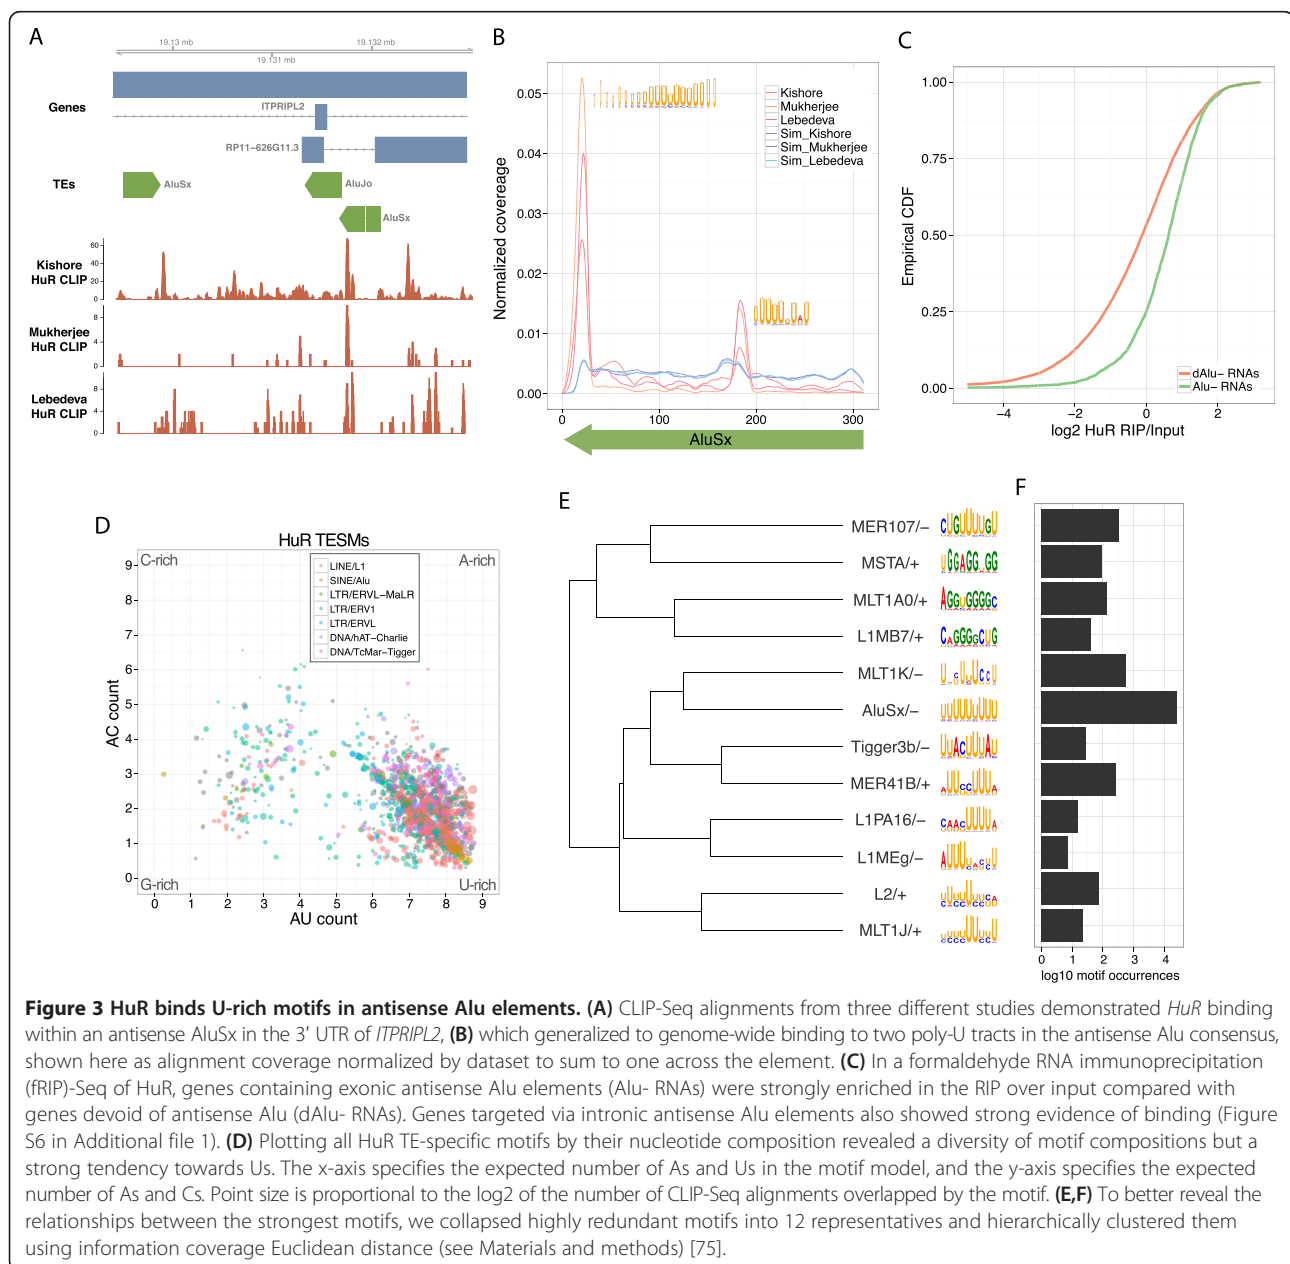 A
19.13 mb
19.132 mb
19.131 mb
Genes
ITPRIPL2
RP11−626G11.3
TEs
AluSx
AluJo
AluSx
Kishore
HuR CLIP
60
40
20
0
Mukherjee
HuR CLIP
8
4
0
Lebedeva
HuR CLIP
8
4
0
B
Normalized covereage
0.05
0.04
0.03
0.02
0.01
0.00
Kishore
Mukherjee
Lebedeva
Sim_Kishore
Sim_Mukherjee
Sim_Lebedeva
0 100 200 300
AluSx
C
Empirical CDF
1.00
0.75
0.50
0.25
0.00
dAlu− RNAs
Alu− RNAs
−4 −2 0 2
log2 HuR RIP/Input
D
HuR TESMs
C-rich
A-rich
G-rich
U-rich
LINE/L1
SINE/Alu
LTR/ERVL−MaLR
LTR/ERV1
LTR/ERVL
DNA/hAT−Charlie
DNA/TcMar−Tigger
AC count
9
8
7
6
5
4
3
2
1
0
0 1 2 3 4 5 6 7 8 9
AU count
E
MER107/−
MSTA/+
MLT1A0/+
L1MB7/+
MLT1K/−
AluSx/−
Tigger3b/−
MER41B/+
L1PA16/−
L1MEg/−
L2/+
MLT1J/+
F
0 1 2 3 4
log10 motif occurrences
Figure 3 HuR binds U-rich motifs in antisense Alu elements. (A) CLIP-Seq alignments from three different studies demonstrated HuR binding
within an antisense AluSx in the 3′ UTR of ITPRIPL2, (B) which generalized to genome-wide binding to two poly-U tracts in the antisense Alu consensus,
shown here as alignment coverage normalized by dataset to sum to one across the element. (C) In a formaldehyde RNA immunoprecipitation
(fRIP)-Seq of HuR, genes containing exonic antisense Alu elements (Alu- RNAs) were strongly enriched in the RIP over input compared with
genes devoid of antisense Alu (dAlu- RNAs). Genes targeted via intronic antisense Alu elements also showed strong evidence of binding (Figure
S6 in Additional file 1). (D) Plotting all HuR TE-specific motifs by their nucleotide composition revealed a diversity of motif compositions but a
strong tendency towards Us. The x-axis specifies the expected number of As and Us in the motif model, and the y-axis specifies the expected
number of As and Cs. Point size is proportional to the log2 of the number of CLIP-Seq alignments overlapped by the motif. (E,F) To better reveal the
relationships between the strongest motifs, we collapsed highly redundant motifs into 12 representatives and hierarchically clustered them
using information coverage Euclidean distance (see Materials and methods) [75].